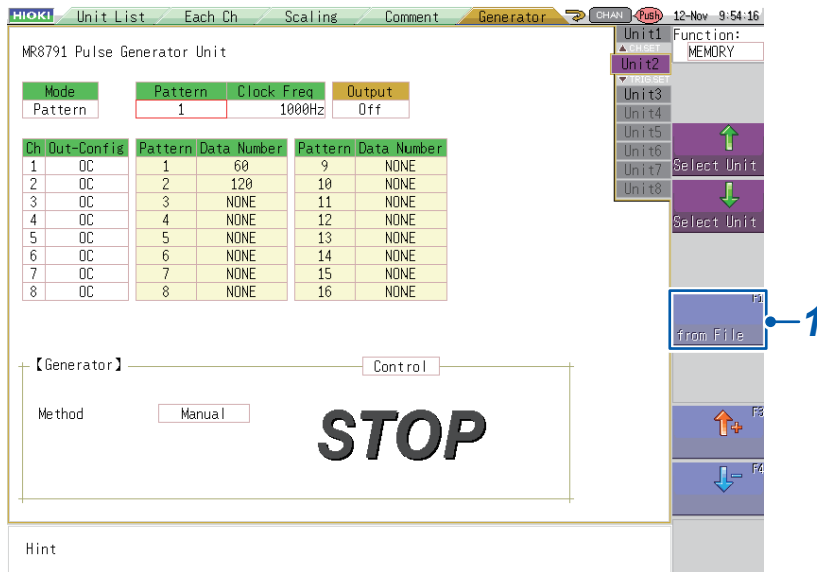 HIOKI Unit List Each Ch Scaling Comment Generator CHAN Push 12-Nov 9:54:16
MR8791 Pulse Generator Unit
Mode Pattern Clock Freq Output
Pattern 1 1000Hz Off
Ch Out-Config Pattern Data Number Pattern Data Number
1 OC 1 60 9 NONE
2 OC 2 120 10 NONE
3 OC 3 NONE 11 NONE
4 OC 4 NONE 12 NONE
5 OC 5 NONE 13 NONE
6 OC 6 NONE 14 NONE
7 OC 7 NONE 15 NONE
8 OC 8 NONE 16 NONE
【Generator】 Control
Method Manual
STOP
Hint
Unit1
▲CH.SET
Unit2
▼TRIG.SET
Unit3
Unit4
Unit5
Unit6
Unit7
Unit8
Function:
MEMORY
Select Unit
Select Unit
F1
from File
1
F3
F4